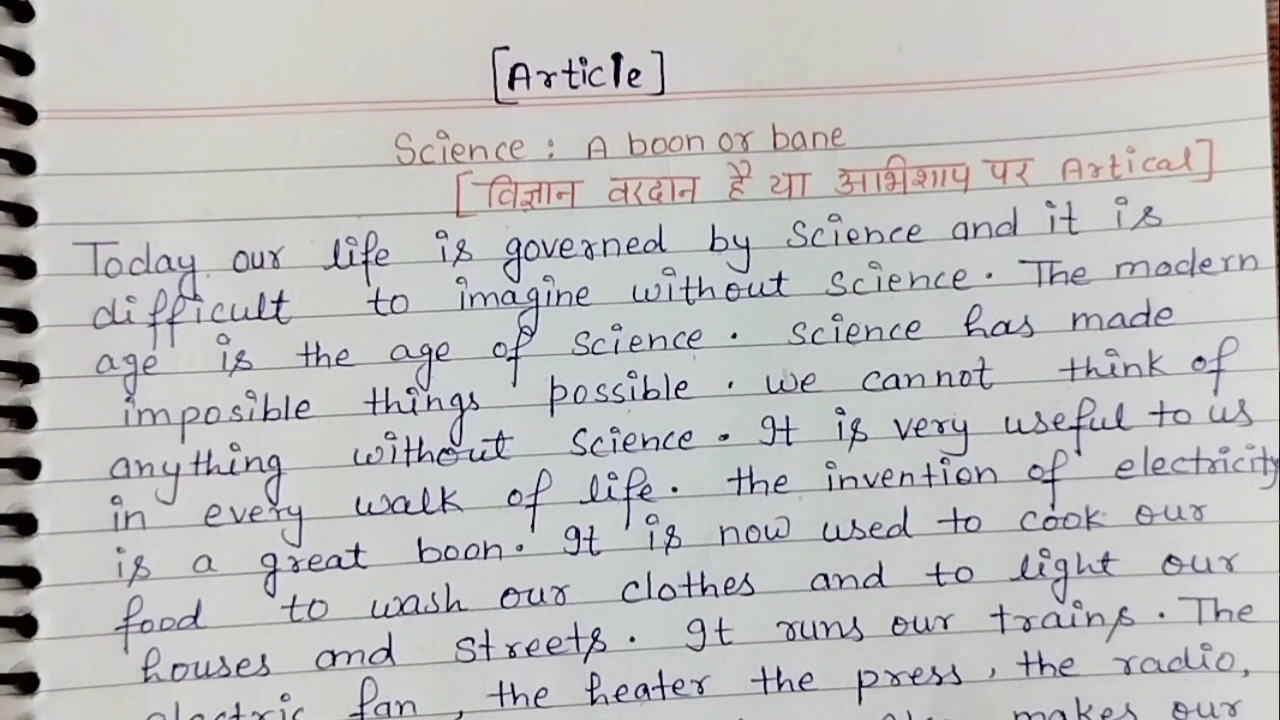 [Article]
Science : A boon or bane
[विज्ञान वरदान है या अभिशाप पर Artical]
Today our life is governed by Science and it is
difficult to imagine without science. The modern
age is the age of science. Science has made
imposible things possible. we cannot think of
anything without science. It is very useful to us
in every walk of life. the invention of electricity
is a great boon. It is now used to cook our
food to wash our clothes and to light our
houses and streets. It runs our trains. The
electric fan, the heater the press, the radio,
makes our